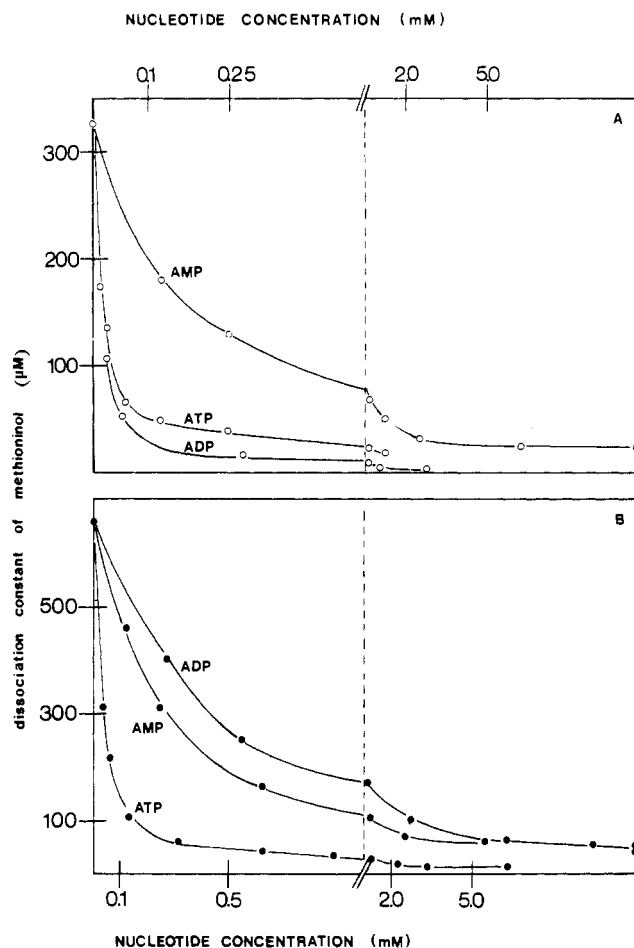 NUCLEOTIDE CONCENTRATION (mM)
0.1 0.25 2.0 5.0
A
300
200
100
AMP
ATP
ADP
dissociation constant of methioninol (μM)
B
500
300
100
ADP
AMP
ATP
0.1 0.5 2.0 5.0
NUCLEOTIDE CONCENTRATION (mM)